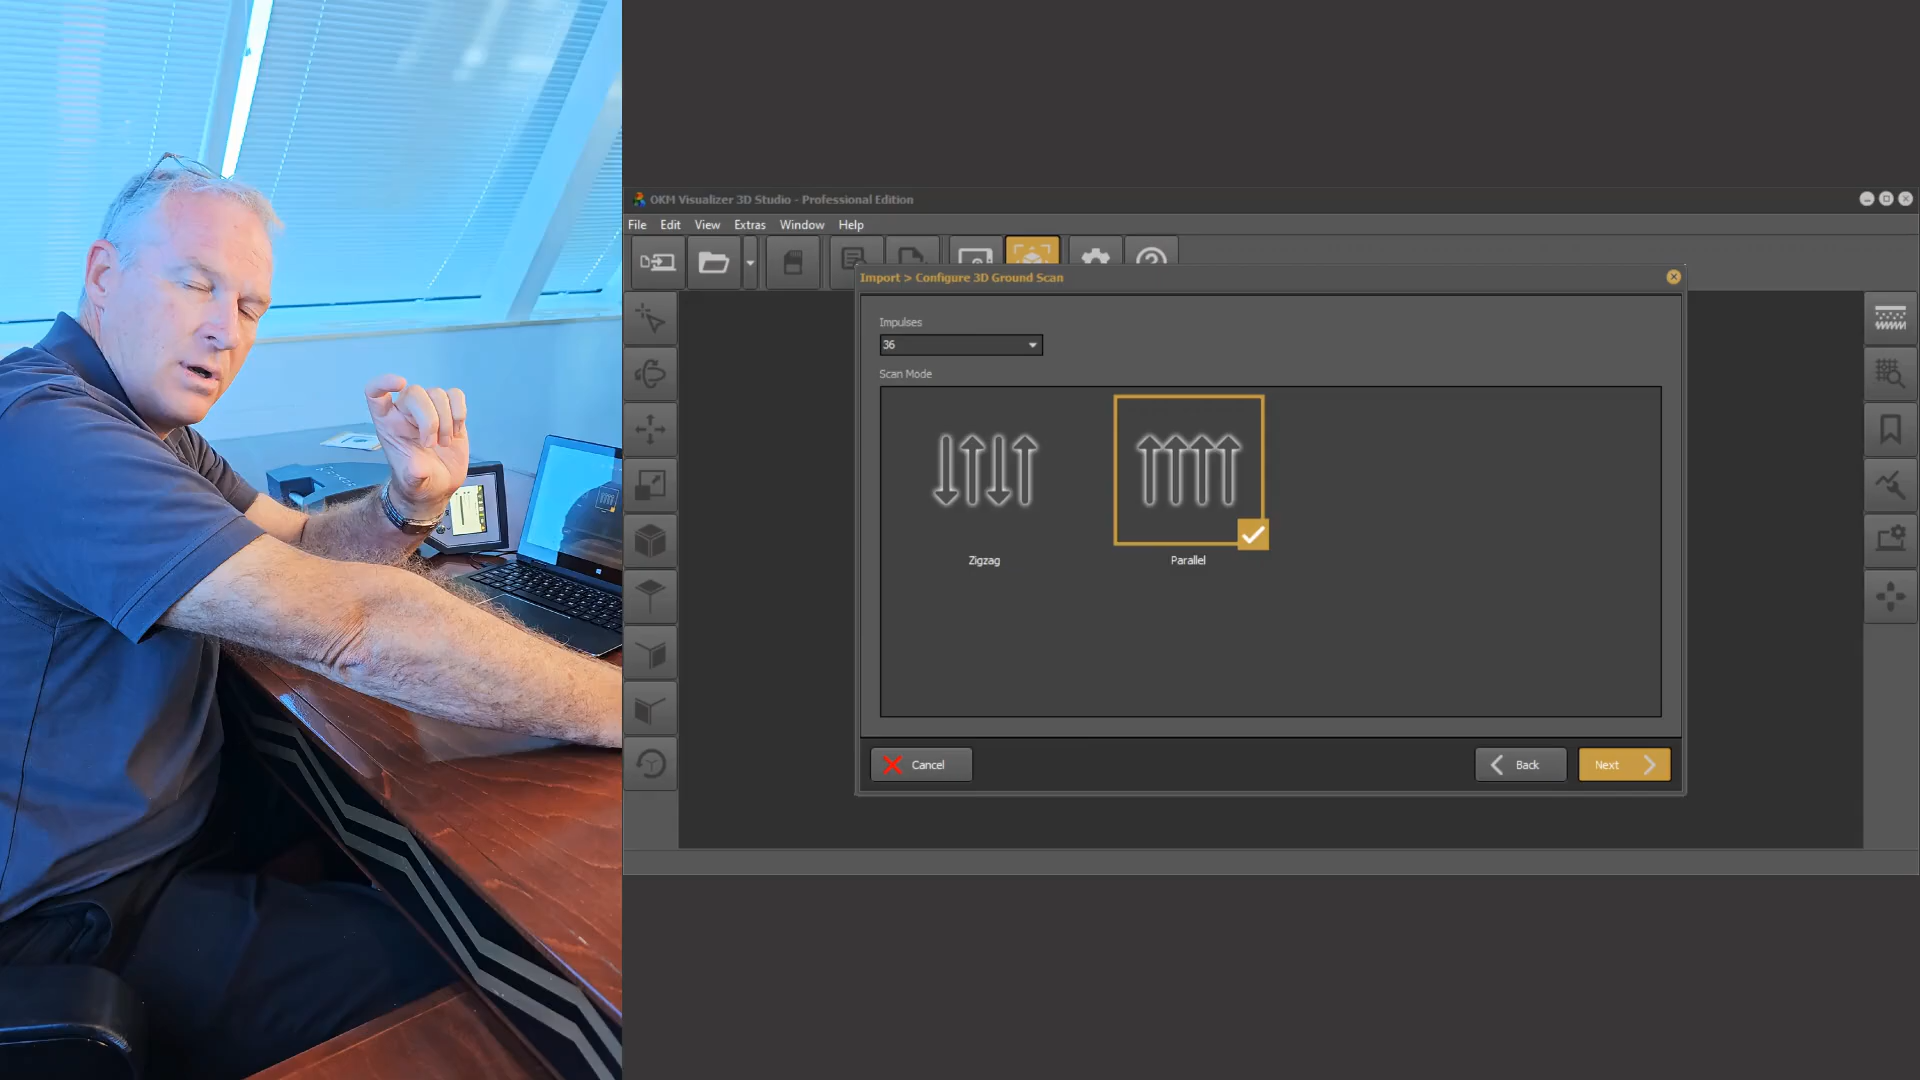 OKM Visualizer 3D Studio - Professional Edition
File Edit View Extras Window Help
Import > Configure 3D Ground Scan
Impulses
36
Scan Mode
Zigzag Parallel
Cancel Back Next